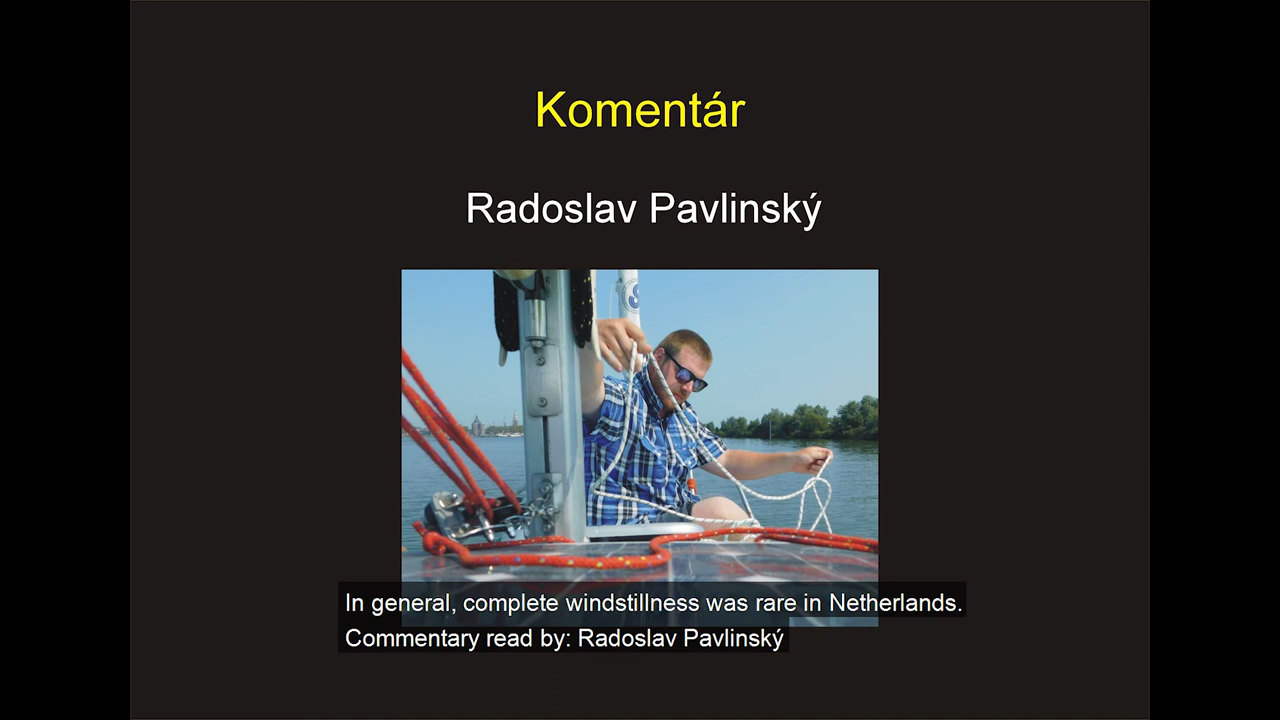 Komentár
Radoslav Pavlinský
S
In general, complete windstillness was rare in Netherlands.
Commentary read by: Radoslav Pavlinský